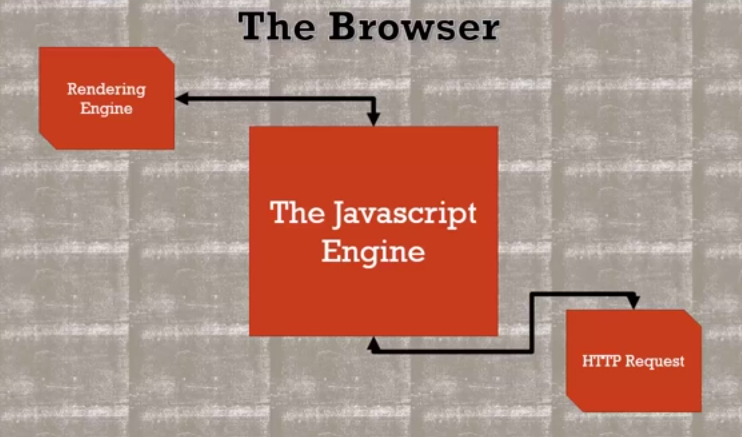 The Browser
Rendering
Engine
The Javascript
Engine
HTTP Request